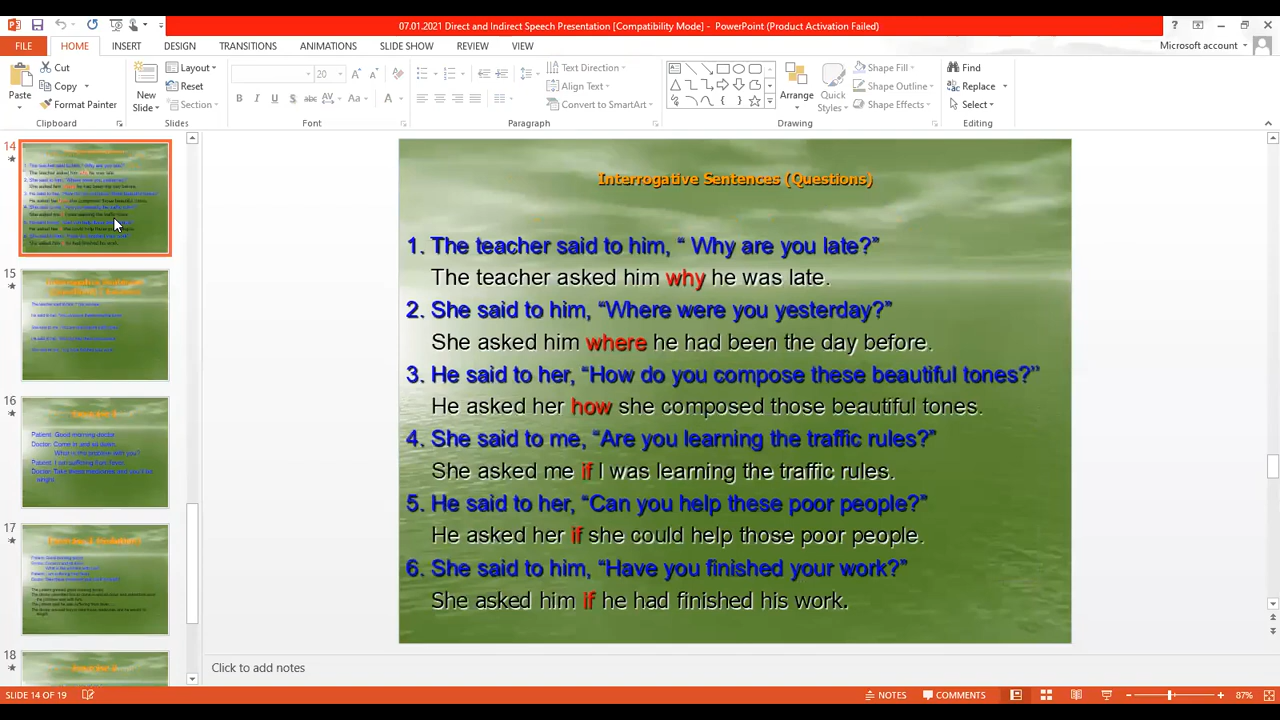 07.01.2021 Direct and Indirect Speech Presentation [Compatibility Mode] - PowerPoint (Product Activation Failed)
FILE HOME INSERT DESIGN TRANSITIONS ANIMATIONS SLIDE SHOW REVIEW VIEW Microsoft account
Paste
Cut
Copy
Format Painter
Clipboard
New
Slide
Layout
Reset
Section
Slides
20
Font
Text Direction
Align Text
Convert to SmartArt
Paragraph
Arrange
Quick
Styles
Shape Fill
Shape Outline
Shape Effects
Drawing
Find
Replace
Select
Editing
14
15
16
Patient: Good morning doctor.
17
18
Interrogative Sentences (Questions)
1. The teacher said to him, “ Why are you late?”
The teacher asked him why he was late.
2. She said to him, “Where were you yesterday?”
She asked him where he had been the day before.
3. He said to her, “How do you compose these beautiful tones?”
He asked her how she composed those beautiful tones.
4. She said to me, “Are you learning the traffic rules?”
She asked me if I was learning the traffic rules.
5. He said to her, “Can you help these poor people?”
He asked her if she could help those poor people.
6. She said to him, “Have you finished your work?”
She asked him if he had finished his work.
Click to add notes
SLIDE 14 OF 19 NOTES COMMENTS 87%